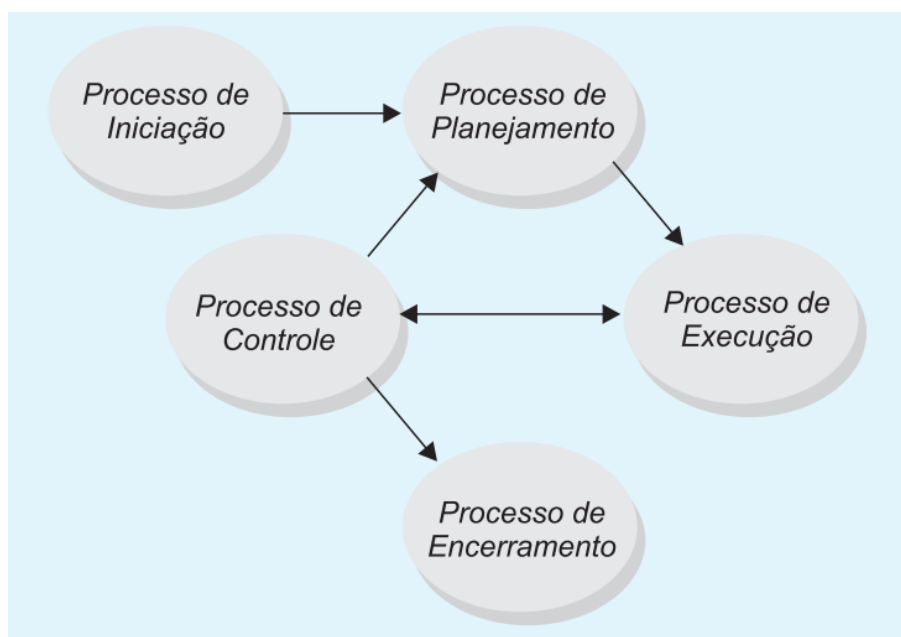 Processo de
Iniciação
Processo de
Planejamento
Processo de
Controle
Processo de
Execução
Processo de
Encerramento